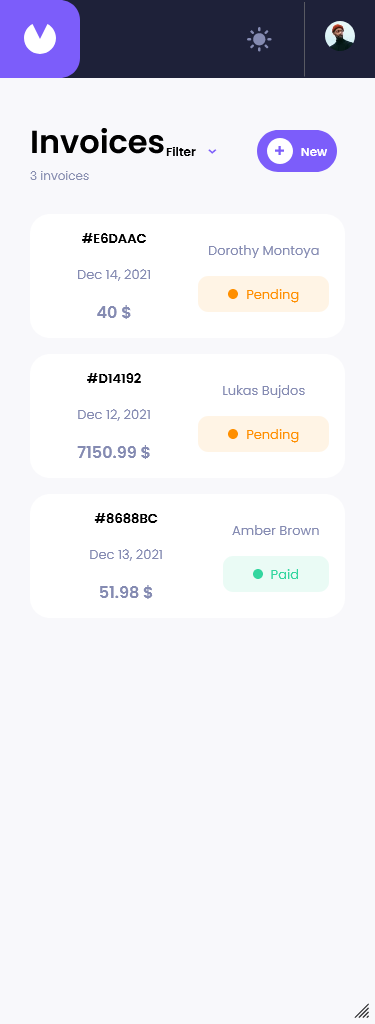 Invoices
Filter
New
3 invoices
#E6DAAC
Dorothy Montoya
Dec 14, 2021
Pending
40 $
#D14192
Lukas Bujdos
Dec 12, 2021
Pending
7150.99 $
#8688BC
Amber Brown
Dec 13, 2021
Paid
51.98 $